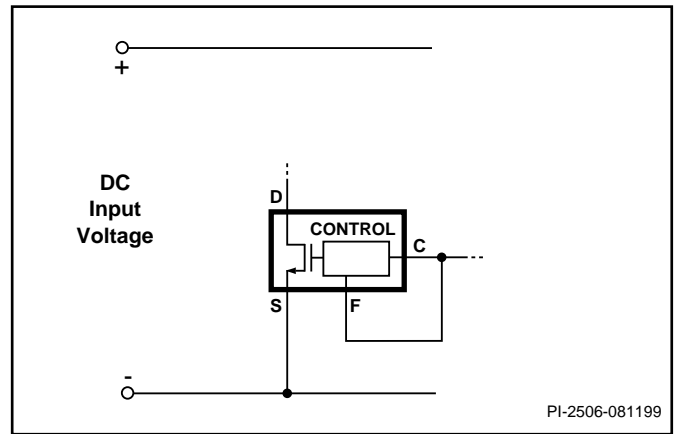 +
DC
Input
Voltage
D
CONTROL
C
S
F
-
PI-2506-081199